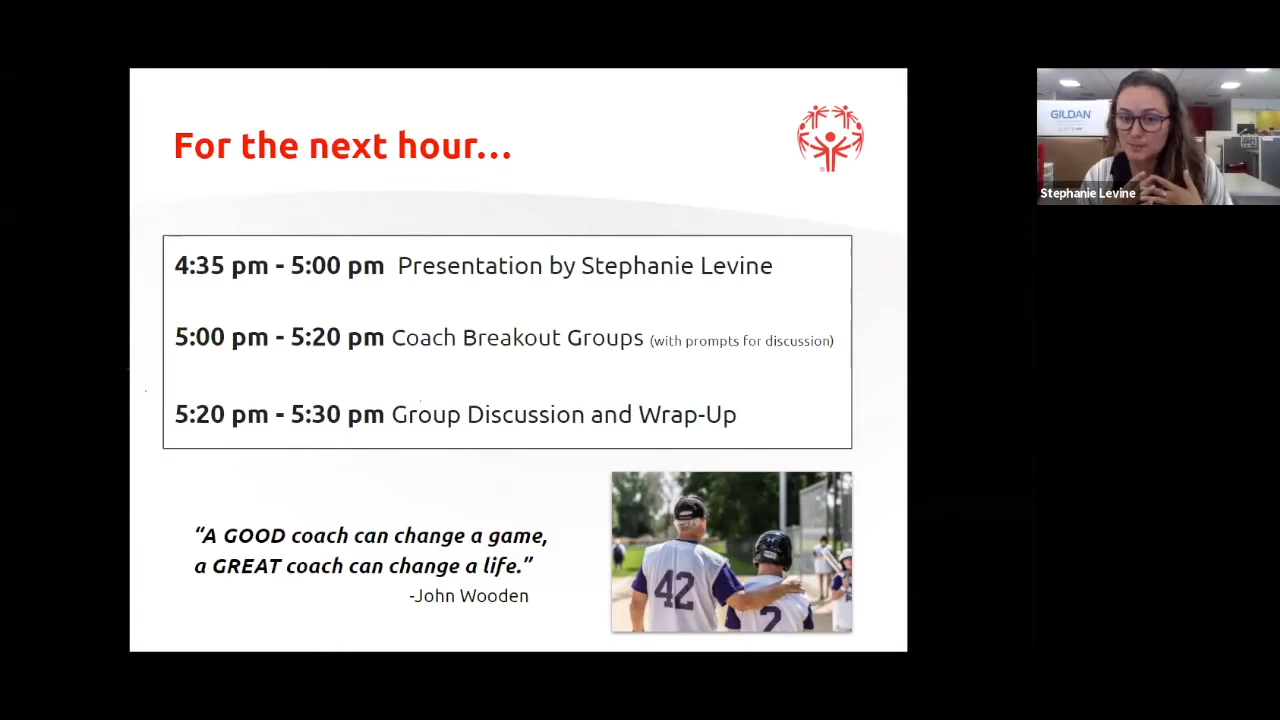 For the next hour...
4:35 pm - 5:00 pm Presentation by Stephanie Levine
5:00 pm - 5:20 pm Coach Breakout Groups (with prompts for discussion)
5:20 pm - 5:30 pm Group Discussion and Wrap-Up
“A GOOD coach can change a game,
a GREAT coach can change a life.”
-John Wooden
42
2
GILDAN
Stephanie Levine